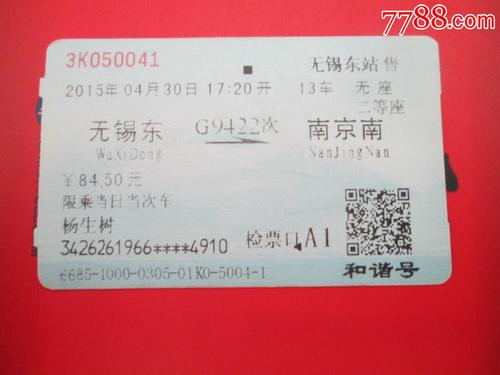 7788.com
3K050041
无锡东站 售
2015年 04月 30日 17:20 开 13车 无 座
二等座
无锡东 G9422次 南京南
WuXiDong NanJingNan
￥84.50元
限乘当日当次车
杨生树
3426261966****4910 检票口A1
6685-1000-0305-01K0-5004-1 和谐号